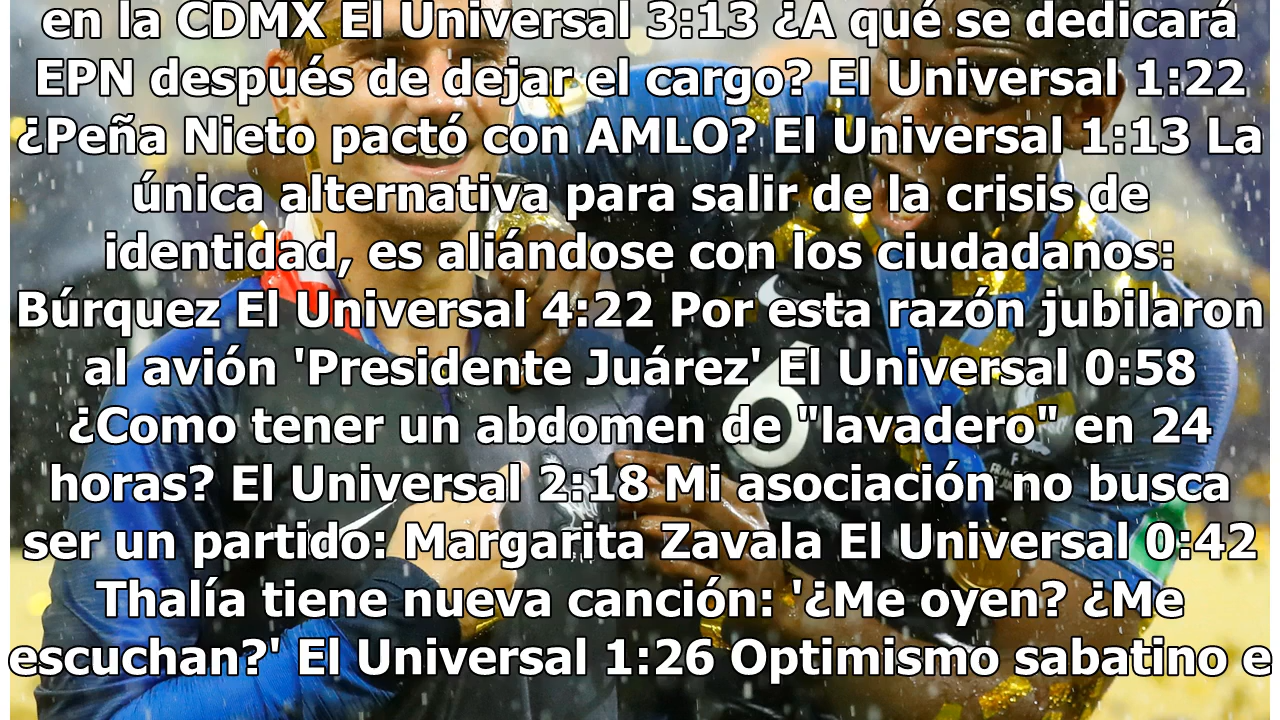 en la CDMX El Universal 3:13 ¿A qué se dedicará
EPN después de dejar el cargo? El Universal 1:22
¿Peña Nieto pactó con AMLO? El Universal 1:13 La
única alternativa para salir de la crisis de
identidad, es aliándose con los ciudadanos:
Búrquez El Universal 4:22 Por esta razón jubilaron
al avión 'Presidente Juárez' El Universal 0:58
¿Como tener un abdomen de "lavadero" en 24
horas? El Universal 2:18 Mi asociación no busca
ser un partido: Margarita Zavala El Universal 0:42
Thalía tiene nueva canción: '¿Me oyen? ¿Me
escuchan?' El Universal 1:26 Optimismo sabatino e